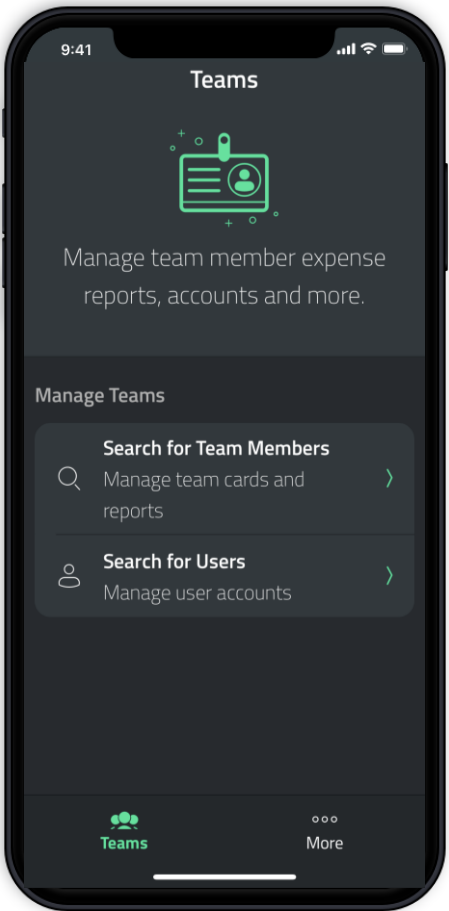 9:41
Teams
Manage team member expense
reports, accounts and more.
Manage Teams
Search for Team Members
Manage team cards and
reports
Search for Users
Manage user accounts
Teams
More